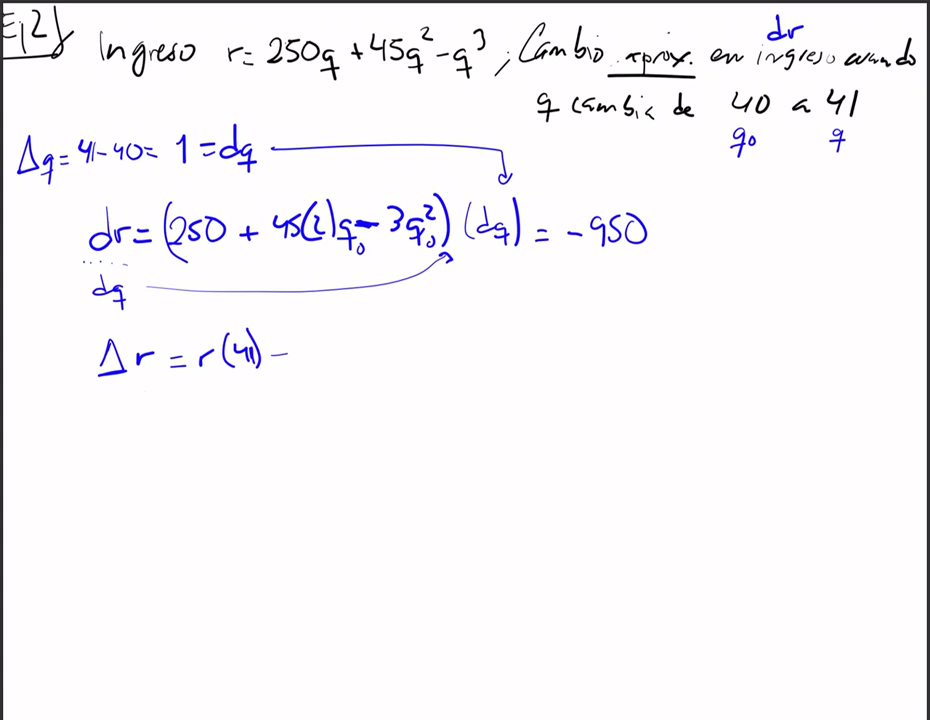 Ej2) Ingreso r = 250q + 45q² - q³ ; Cambio aprox. en ingreso cuando
dr
q cambia de 40 a 41
q₀ q
Δq = 41 - 40 = 1 = dq
dr = (250 + 45(2)q₀ - 3q₀²) (dq) = -950
dq
Δr = r(41) -